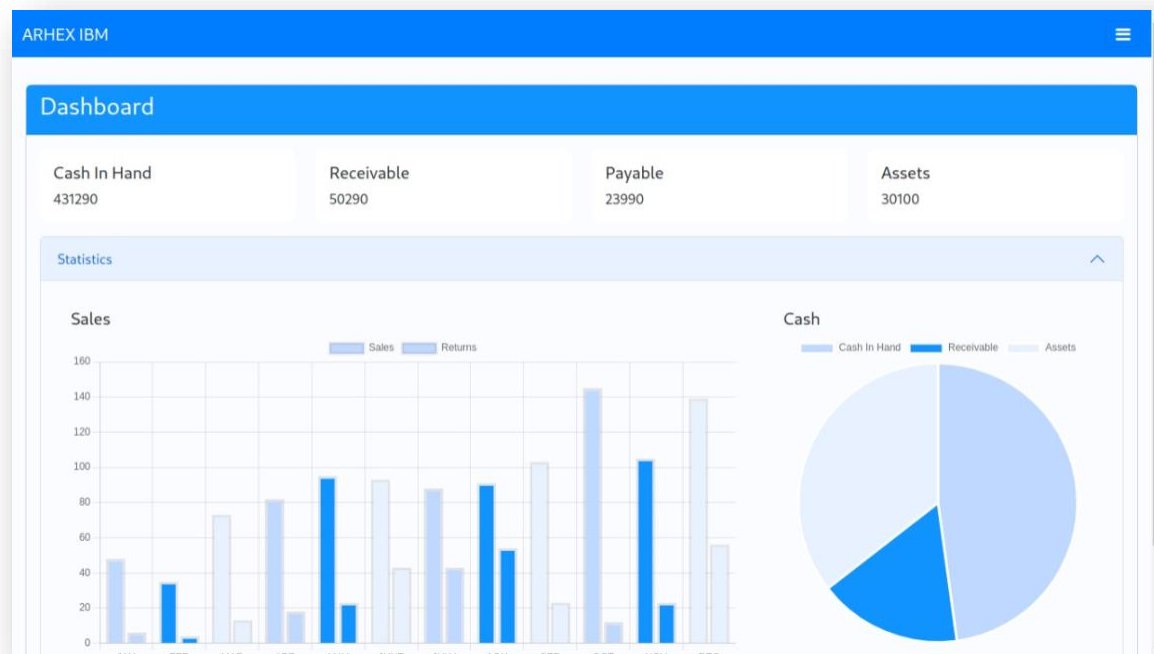 ARHEX IBM
Dashboard
Cash In Hand Receivable Payable Assets
431290 50290 23990 30100
Statistics
Sales Cash
Sales Returns Cash In Hand Receivable Assets
160
140
120
100
80
60
40
20
0